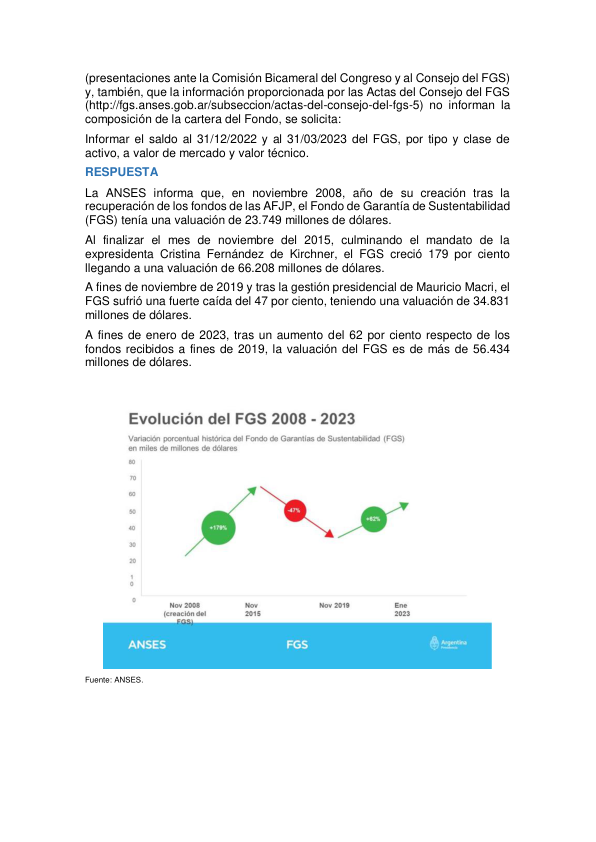 (presentaciones ante la Comisión Bicameral del Congreso y al Consejo del FGS)
y, también, que la información proporcionada por las Actas del Consejo del FGS
(http://fgs.anses.gob.ar/subseccion/actas-del-consejo-del-fgs-5) no informan la
composición de la cartera del Fondo, se solicita:
Informar el saldo al 31/12/2022 y al 31/03/2023 del FGS, por tipo y clase de
activo, a valor de mercado y valor técnico.
RESPUESTA
La ANSES informa que, en noviembre 2008, año de su creación tras la
recuperación de los fondos de las AFJP, el Fondo de Garantía de Sustentabilidad
(FGS) tenía una valuación de 23.749 millones de dólares.
Al finalizar el mes de noviembre del 2015, culminando el mandato de la
expresidenta Cristina Fernández de Kirchner, el FGS creció 179 por ciento
llegando a una valuación de 66.208 millones de dólares.
A fines de noviembre de 2019 y tras la gestión presidencial de Mauricio Macri, el
FGS sufrió una fuerte caída del 47 por ciento, teniendo una valuación de 34.831
millones de dólares.
A fines de enero de 2023, tras un aumento del 62 por ciento respecto de los
fondos recibidos a fines de 2019, la valuación del FGS es de más de 56.434
millones de dólares.
Evolución del FGS 2008 - 2023
Variación porcentual histórica del Fondo de Garantías de Sustentabilidad (FGS)
en miles de millones de dólares
80
70
60
50
40
30
20
1
0
0
+179%
-47%
+62%
Nov 2008
(creación del
FGS)
Nov
2015
Nov 2019
Ene
2023
ANSES
FGS
Argentina
Presidencia
Fuente: ANSES.